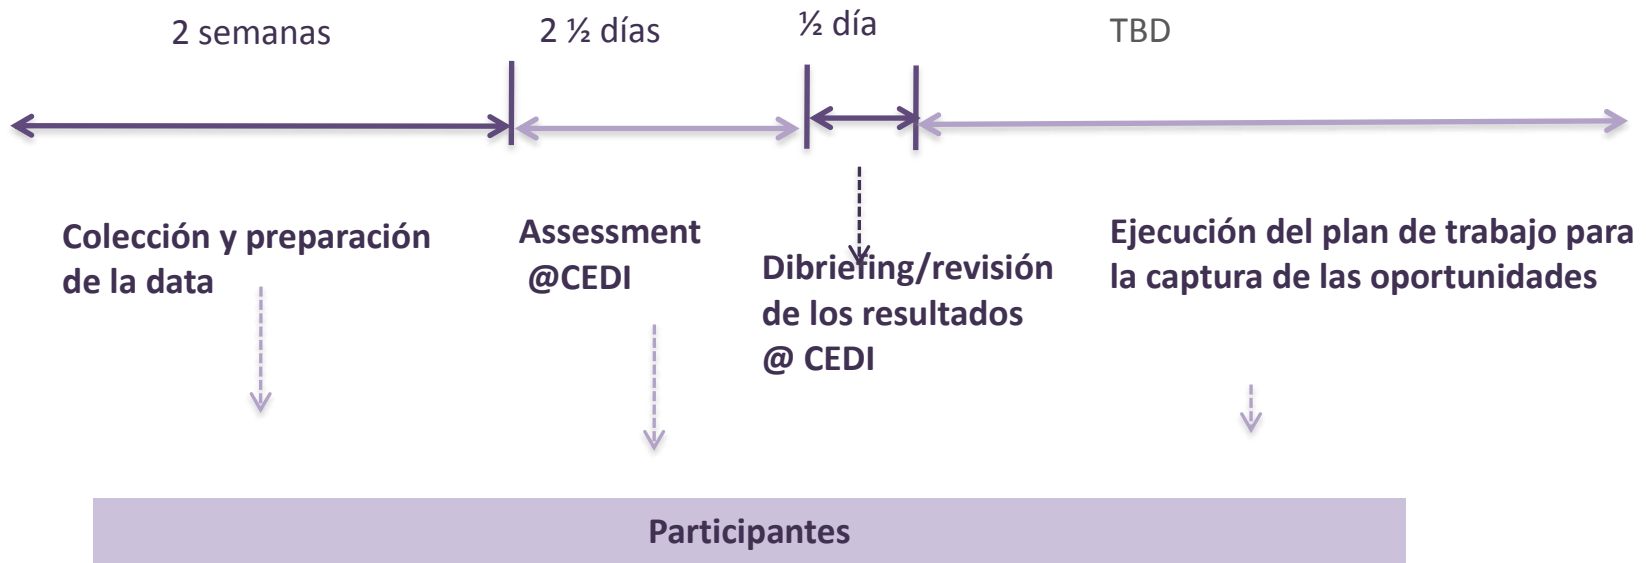 2 semanas
2 ½ días
½ día
TBD
Colección y preparación
de la data
Assessment
@CEDI
Dibriefing/revisión
de los resultados
@ CEDI
Ejecución del plan de trabajo para
la captura de las oportunidades
Participantes